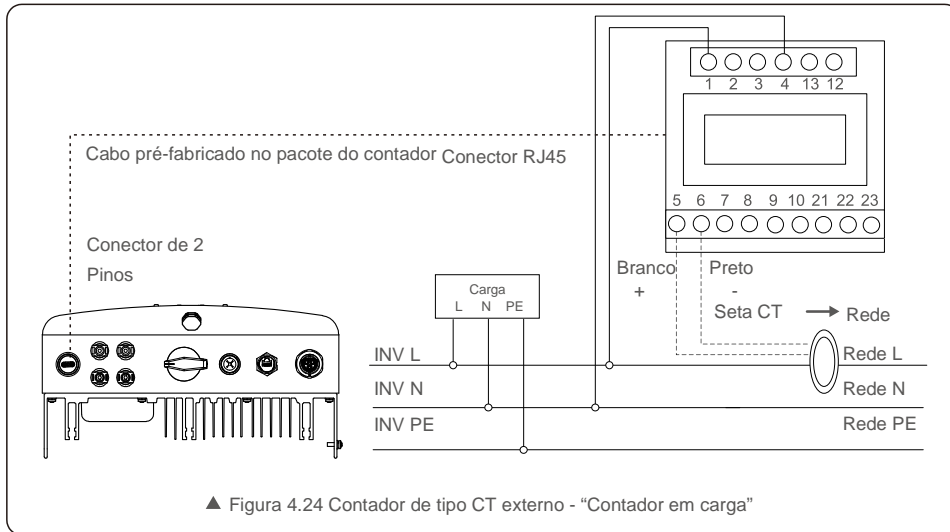 1 2 3 4 13 12
Cabo pré-fabricado no pacote do contador Conector RJ45
5 6 7 8 9 10 21 22 23
Conector de 2
Pinos
Branco Preto
+ -
Seta CT Rede
Carga
L N PE
INV L Rede L
INV N Rede N
INV PE Rede PE
▲ Figura 4.24 Contador de tipo CT externo - “Contador em carga”